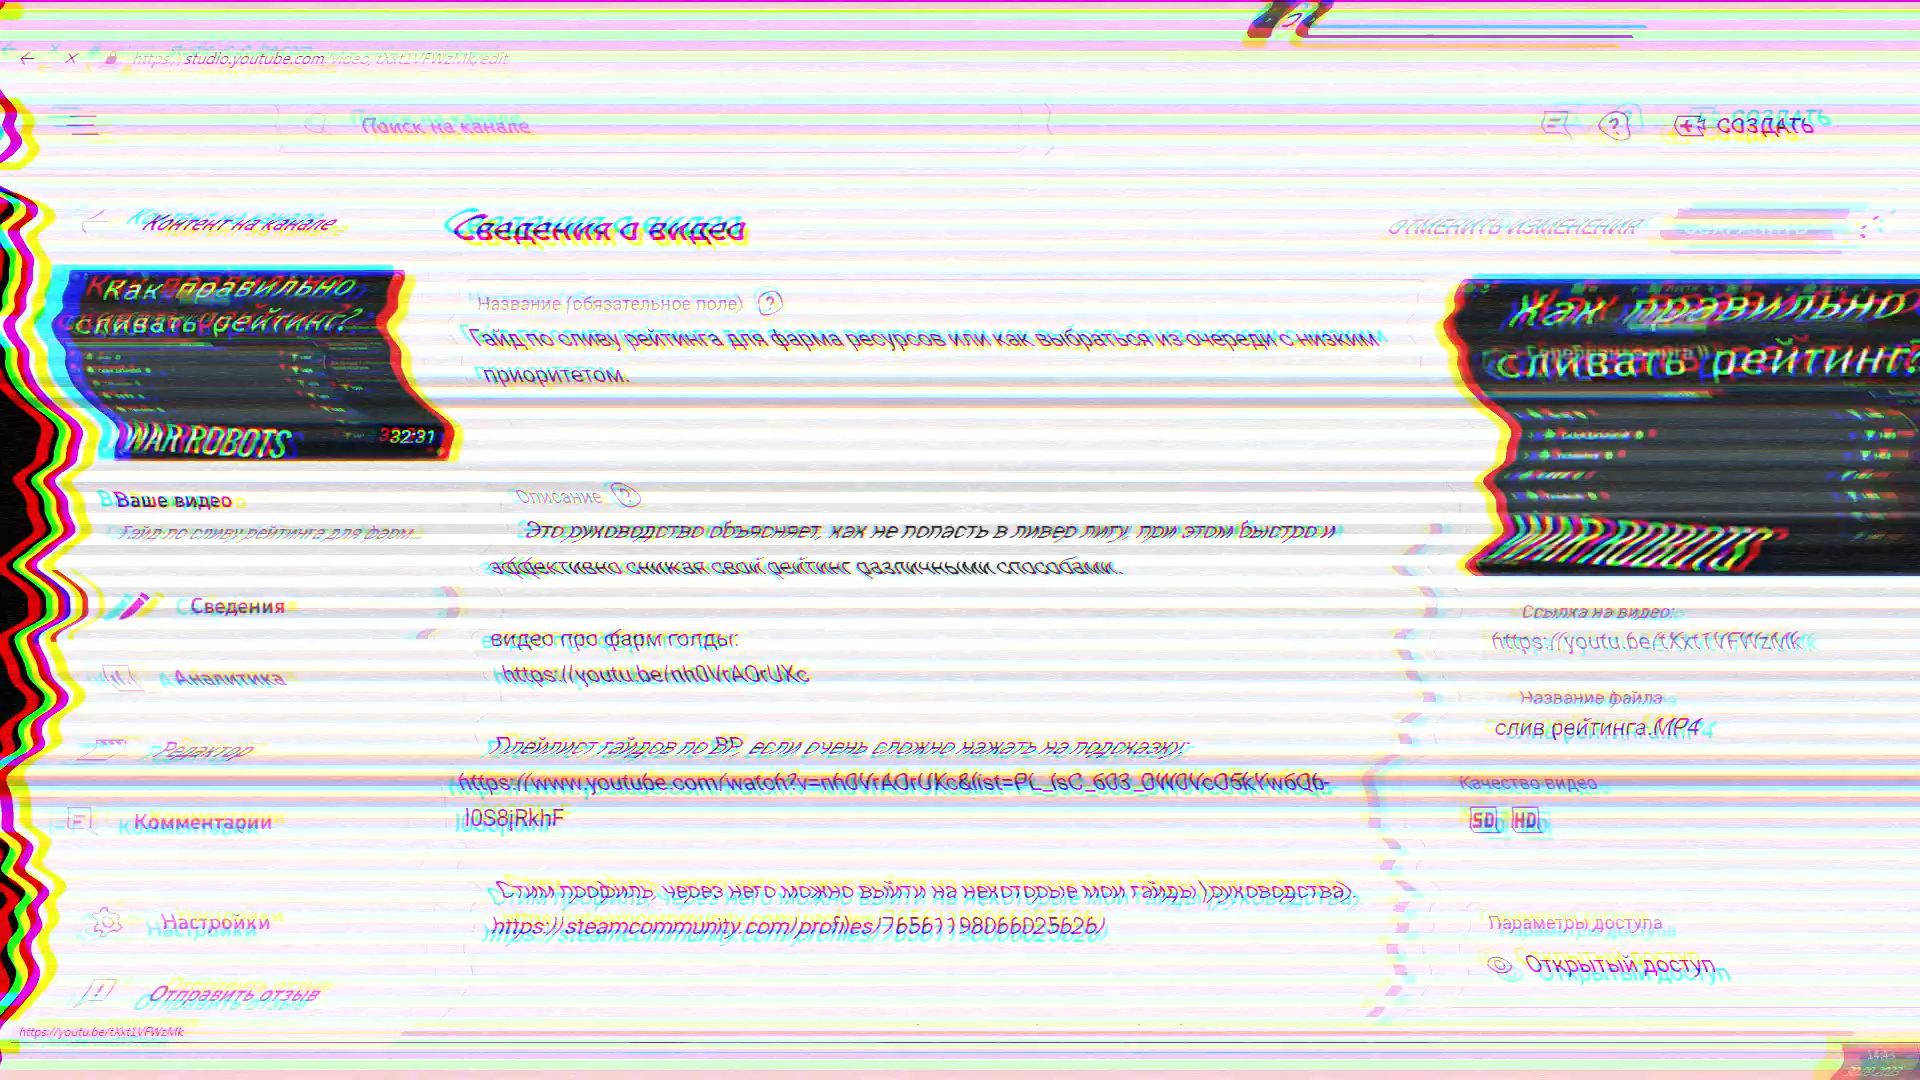 https://studio.youtube.com/video/tXxt1VFWzMk/edit
Поиск на канале
СОЗДАТЬ
Контент на канале
Сведения о видео
ОТМЕНИТЬ ИЗМЕНЕНИЯ
Как правильно
сливать рейтинг?
WAR ROBOTS
32:31
Название (обязательное поле)
Гайд по сливу рейтинга для фарма ресурсов или как выбраться из очереди с низким
приоритетом.
Как правильно
сливать рейтинг?
WAR ROBOTS
Ваше видео
Гайд по сливу рейтинга для фарм...
Описание
Это руководство объясняет, как не попасть в ливер лигу, при этом быстро и
эффективно снижая свой рейтинг различными способами.
Сведения
видео про фарм голды:
https://youtu.be/nh0VrAOrUXc
Аналитика
Плейлист гайдов по ВР, если очень сложно нажать на подсказку:
https://www.youtube.com/watch?v=nh0VrAOrUXc&list=PL_IsC_603_0W0VcO6kYw6Qb-
l0S8jRkhF
Редактор
Комментарии
Стим профиль, через него можно выйти на некоторые мои гайды (руководства).
https://steamcommunity.com/profiles/76561198066025626/
Настройки
Отправить отзыв
Ссылка на видео:
https://youtu.be/tXxt1VFWzMk
Название файла
слив рейтинга.MP4
Качество видео
SD HD
Параметры доступа
Открытый доступ
https://youtu.be/tXxt1VFWzMk